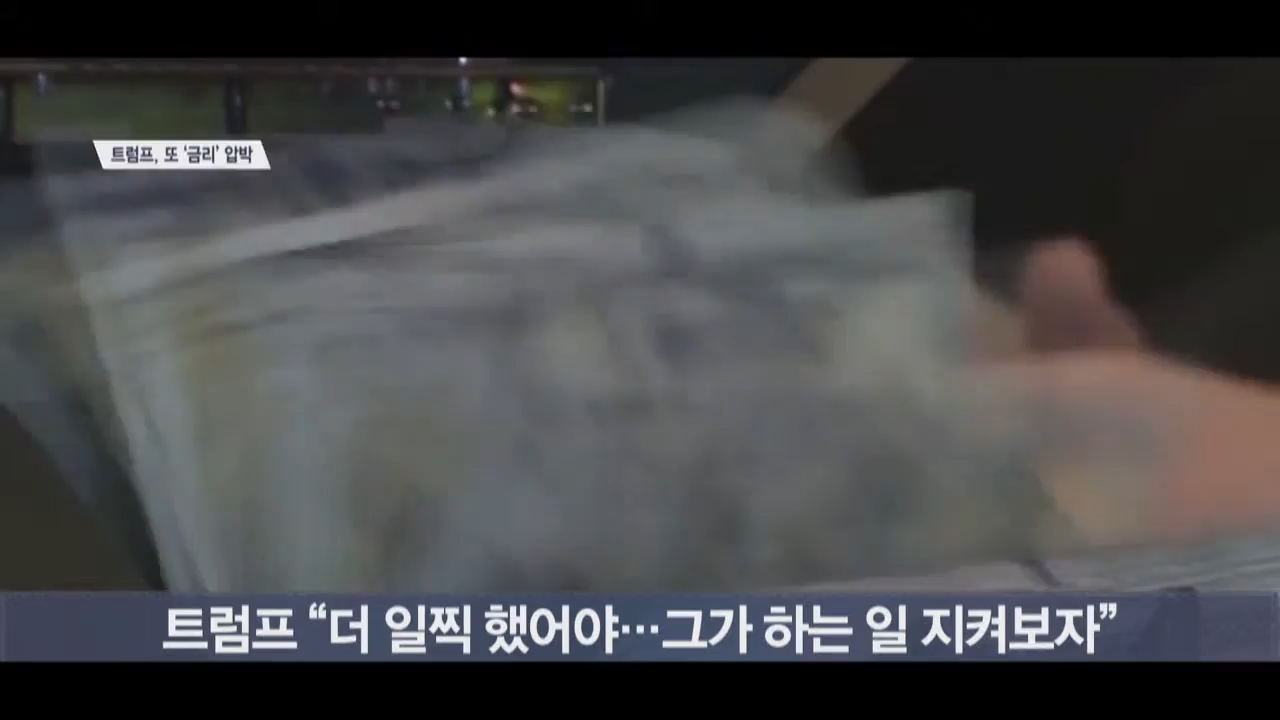 트럼프, 또 ‘금리’ 압박
트럼프 “더 일찍 했어야…그가 하는 일 지켜보자”